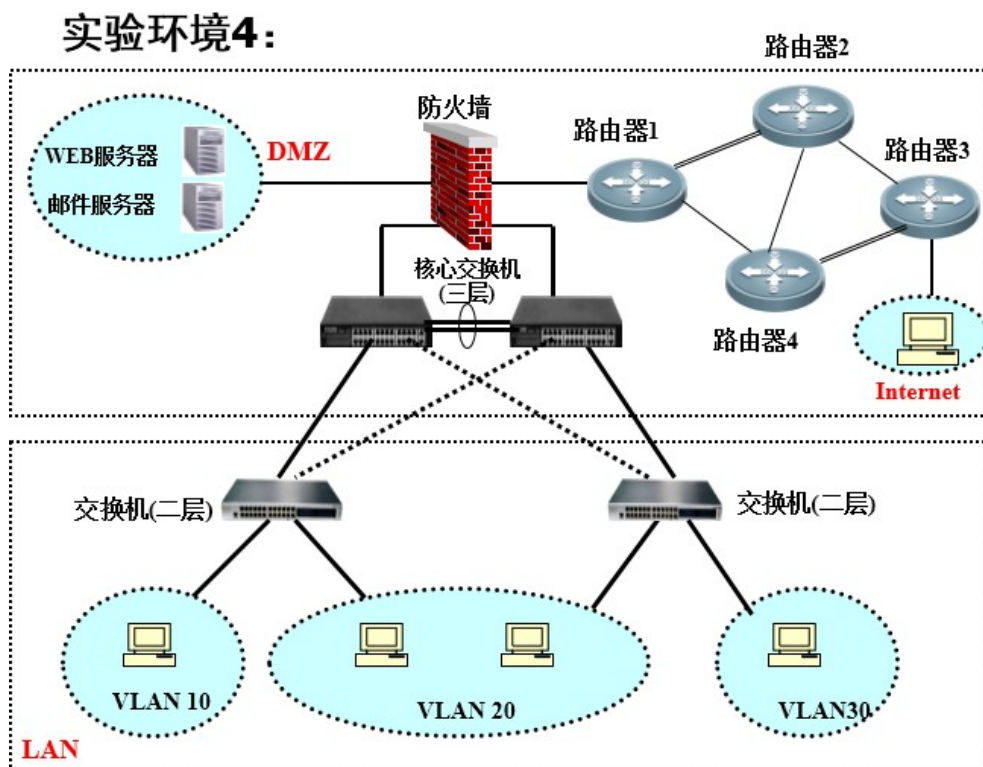 实验环境4：
路由器2
防火墙
路由器1
WEB服务器
DMZ
路由器3
邮件服务器
核心交换机
(三层)
路由器4
Internet
交换机(二层)
交换机(二层)
VLAN 10
VLAN 20
VLAN30
LAN